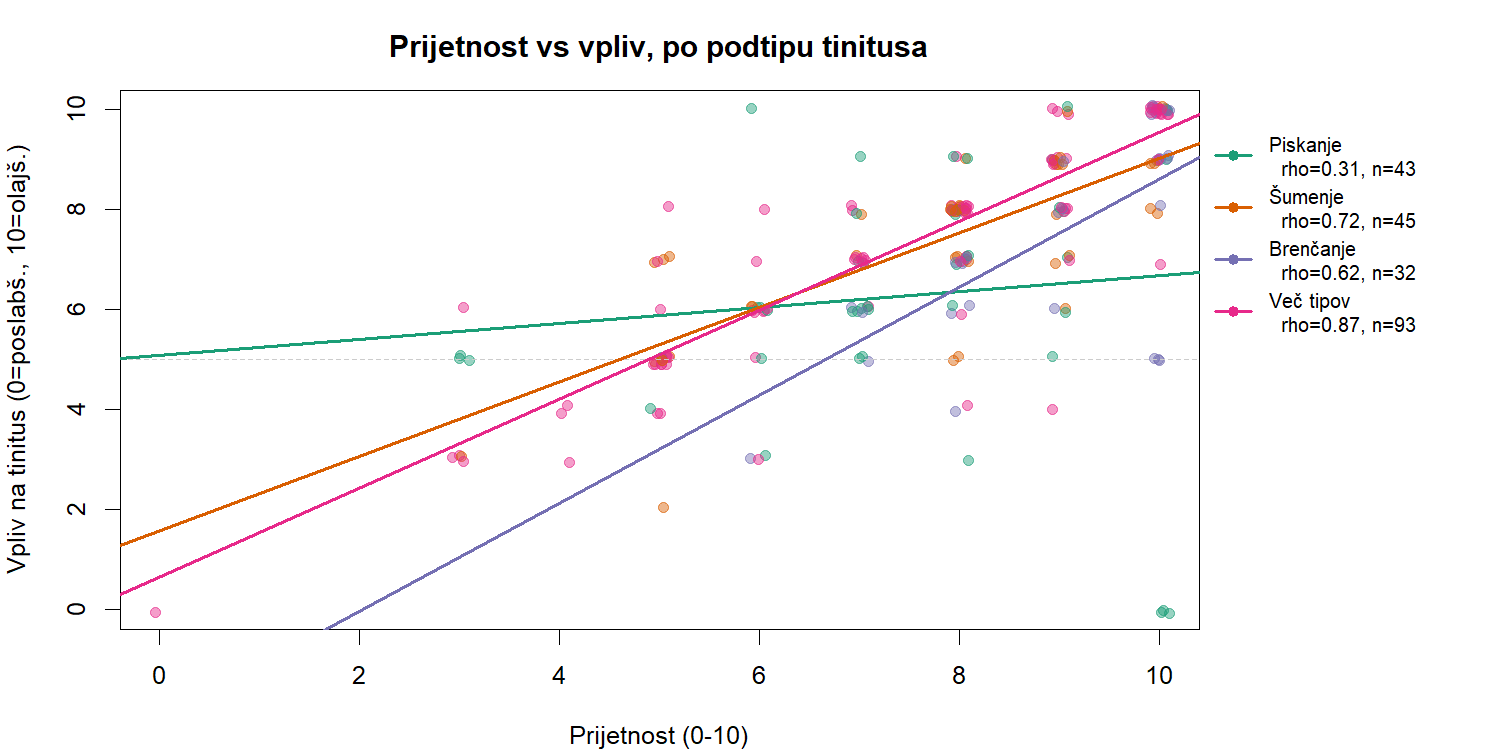 Prijetnost vs vpliv, po podtipu tinitusa
Vpliv na tinitus (0=poslabš., 10=olajš.)
10
8
6
4
2
0
0 2 4 6 8 10
Prijetnost (0-10)
Piskanje
rho=0.31, n=43
Šumenje
rho=0.72, n=45
Brenčanje
rho=0.62, n=32
Več tipov
rho=0.87, n=93